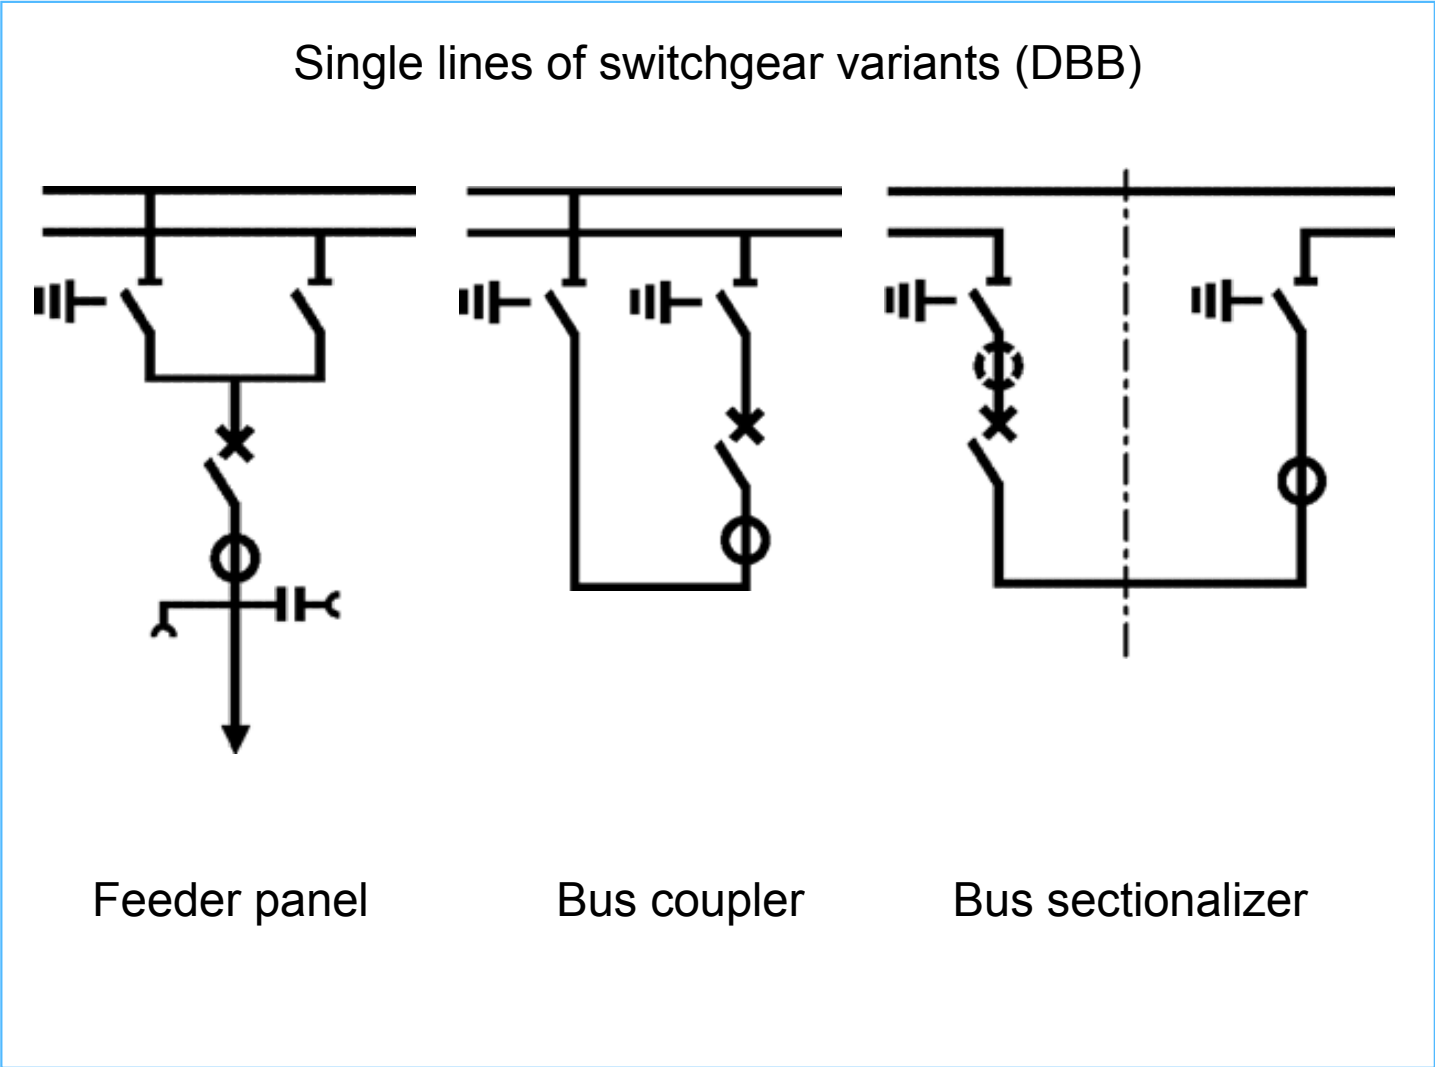 Single lines of switchgear variants (DBB)
Feeder panel
Bus coupler
Bus sectionalizer